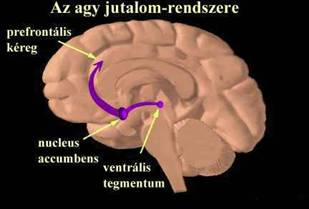 Az agy jutalom-rendszere
prefrontális
kéreg
nucleus
accumbens
ventrális
tegmentum